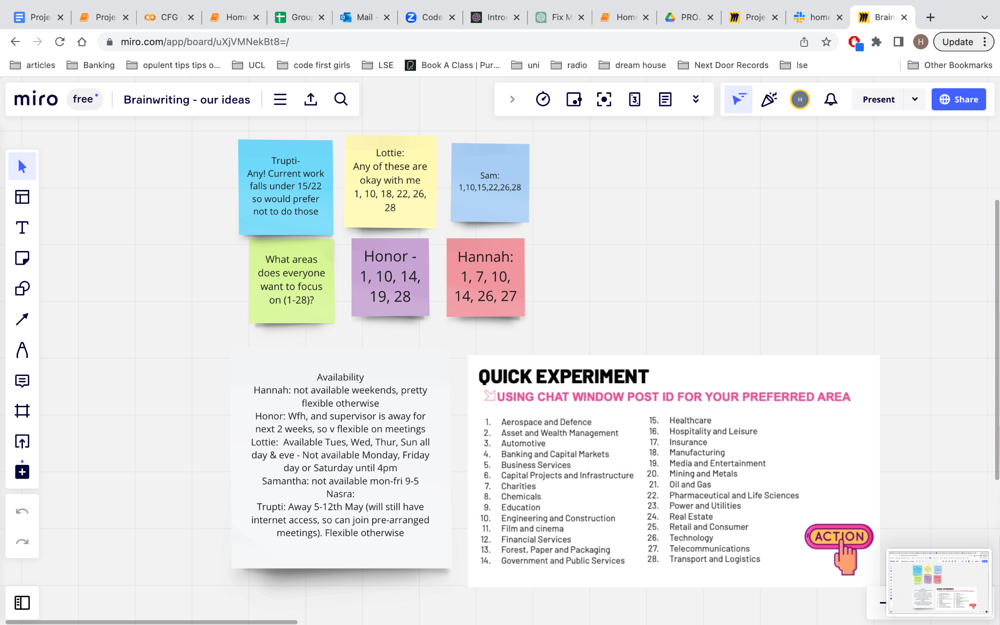 Proje
Proje
CFG
Home
Grou
Mail -
Code
Intro
Fix M
Home
PROJ
Proje
home
Brain
miro.com/app/board/uXjVMNekBt8=/
H
Update
articles
Banking
opulent tips tips o...
UCL
code first girls
LSE
Book A Class | Pur...
uni
radio
dream house
Next Door Records
lse
Other Bookmarks
miro
free
Brainwriting - our ideas
3
H
Present
Share
Trupti-
Any! Current work
falls under 15/22
so would prefer
not to do those
Lottie:
Any of these are
okay with me
1, 10, 18, 22, 26,
28
Sam:
1,10,15,22,26,28
What areas
does everyone
want to focus
on (1-28)?
Honor -
1, 10, 14,
19, 28
Hannah:
1, 7, 10,
14, 26, 27
Availability
Hannah: not available weekends, pretty
flexible otherwise
Honor: Wfh, and supervisor is away for
next 2 weeks, so v flexible on meetings
Lottie: Available Tues, Wed, Thur, Sun all
day & eve - Not available Monday, Friday
day or Saturday until 4pm
Samantha: not available mon-fri 9-5
Nasra:
Trupti: Away 5-12th May (will still have
internet access, so can join pre-arranged
meetings). Flexible otherwise
QUICK EXPERIMENT
USING CHAT WINDOW POST ID FOR YOUR PREFERRED AREA
1. Aerospace and Defence
2. Asset and Wealth Management
3. Automotive
4. Banking and Capital Markets
5. Business Services
6. Capital Projects and Infrastructure
7. Charities
8. Chemicals
9. Education
10. Engineering and Construction
11. Film and cinema
12. Financial Services
13. Forest, Paper and Packaging
14. Government and Public Services
15. Healthcare
16. Hospitality and Leisure
17. Insurance
18. Manufacturing
19. Media and Entertainment
20. Mining and Metals
21. Oil and Gas
22. Pharmaceutical and Life Sciences
23. Power and Utilities
24. Real Estate
25. Retail and Consumer
26. Technology
27. Telecommunications
28. Transport and Logistics
ACTION
QUICK EXPERIMENT